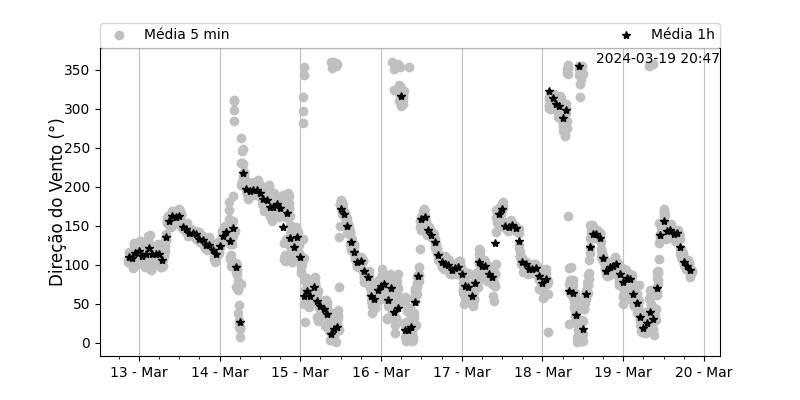 Média 5 min
Média 1h
2024-03-19 20:47
Direção do Vento (°)
350
300
250
200
150
100
50
0
13 - Mar
14 - Mar
15 - Mar
16 - Mar
17 - Mar
18 - Mar
19 - Mar
20 - Mar